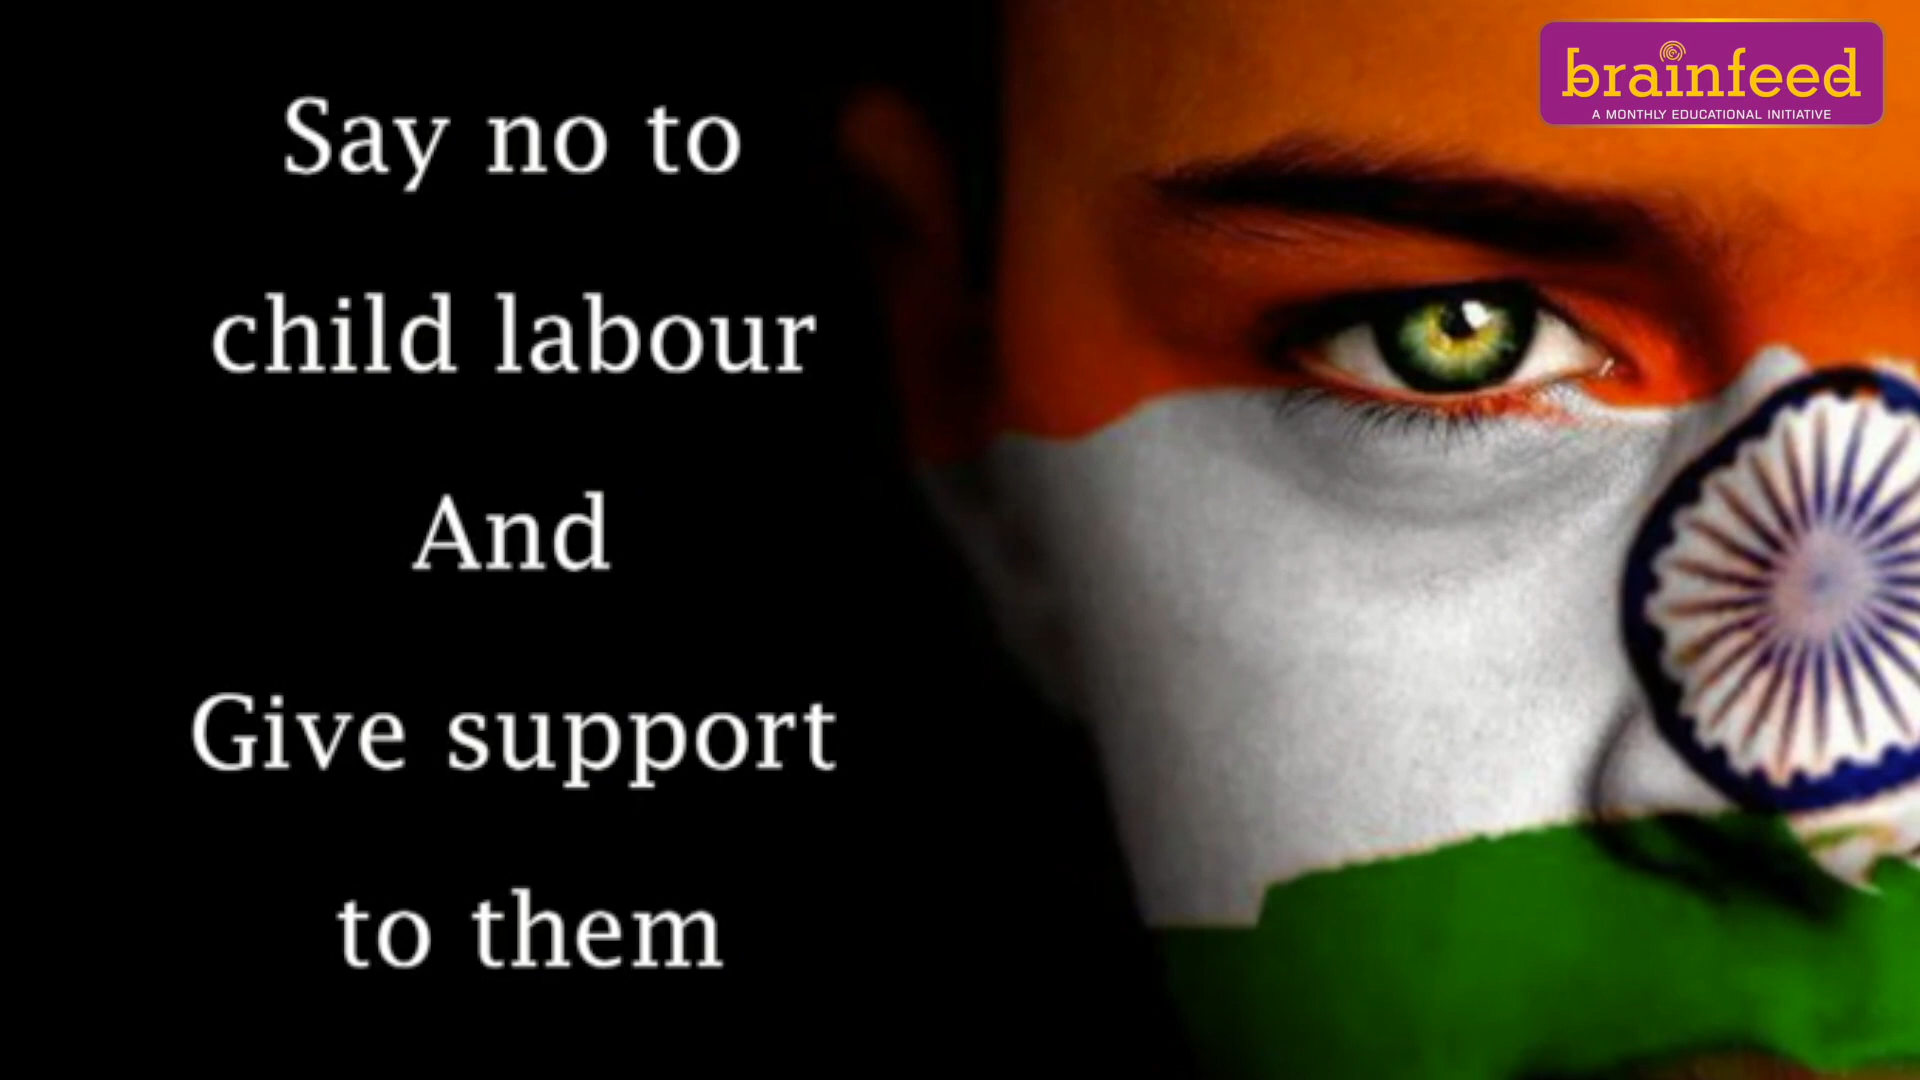 Say no to
child labour
And
Give support
to them
brainfeed
A MONTHLY EDUCATIONAL INITIATIVE